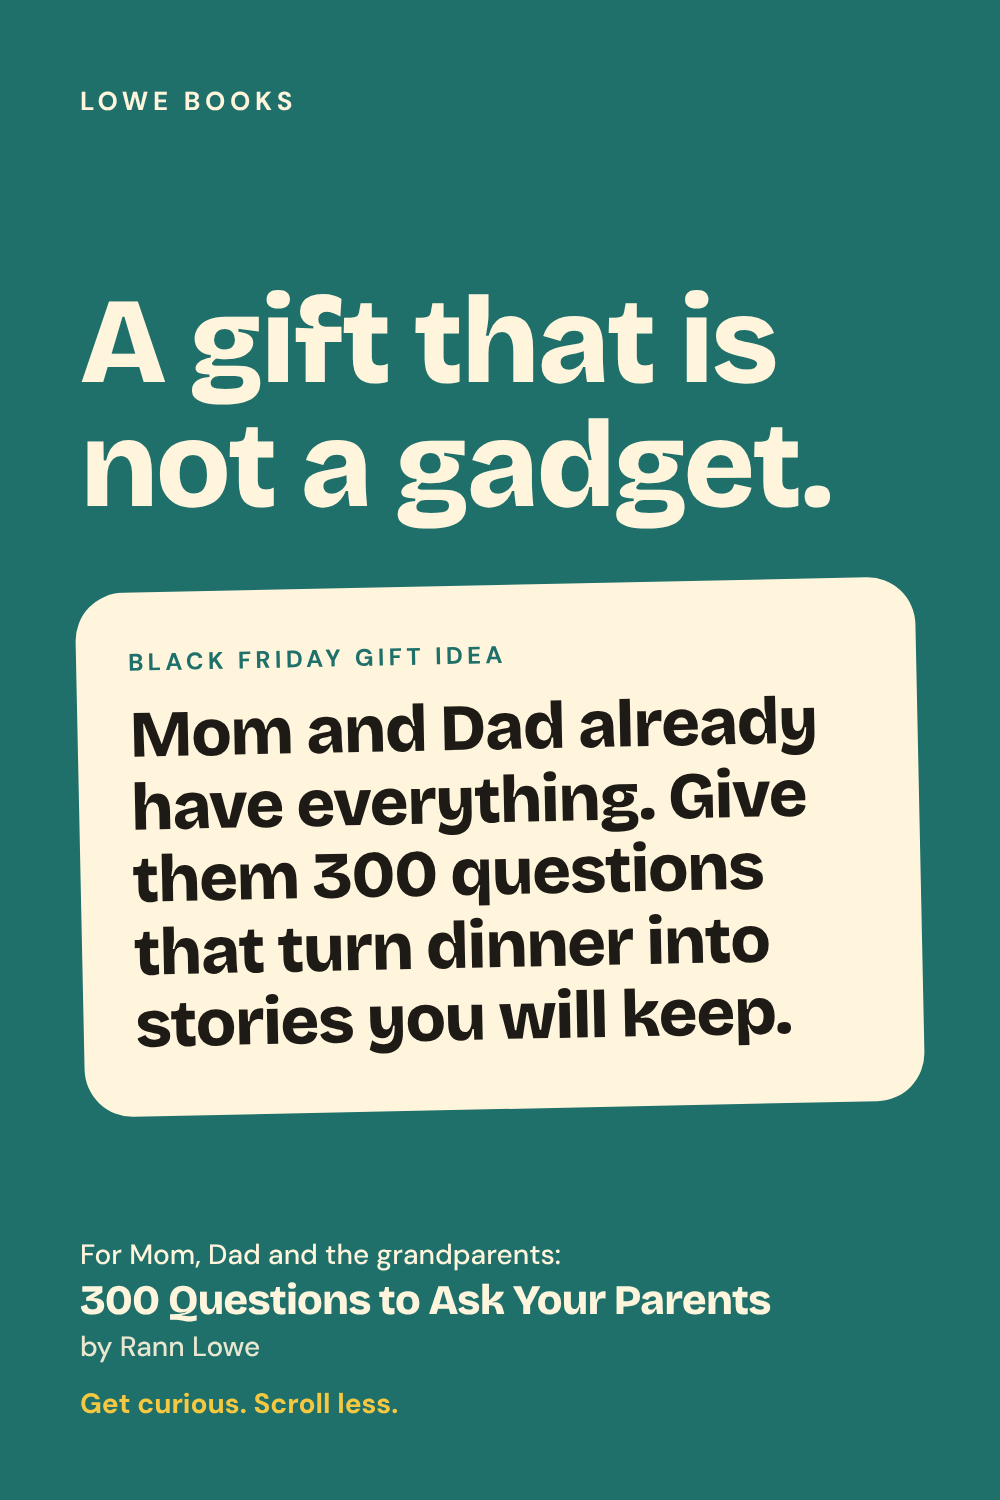 LOWE BOOKS
A gift that is
not a gadget.
BLACK FRIDAY GIFT IDEA
Mom and Dad already
have everything. Give
them 300 questions
that turn dinner into
stories you will keep.
For Mom, Dad and the grandparents:
300 Questions to Ask Your Parents
by Rann Lowe
Get curious. Scroll less.